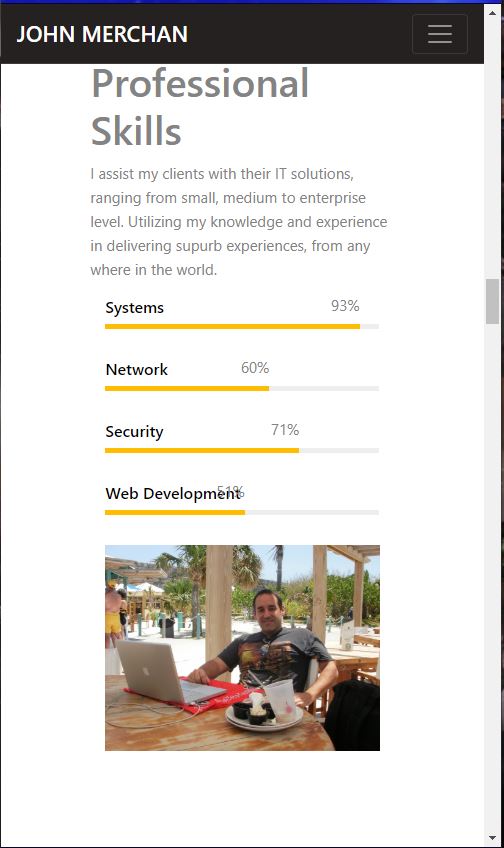 JOHN MERCHAN
Professional
Skills
I assist my clients with their IT solutions,
ranging from small, medium to enterprise
level. Utilizing my knowledge and experience
in delivering supurb experiences, from any
where in the world.
Systems 93%
Network 60%
Security 71%
Web Development 51%